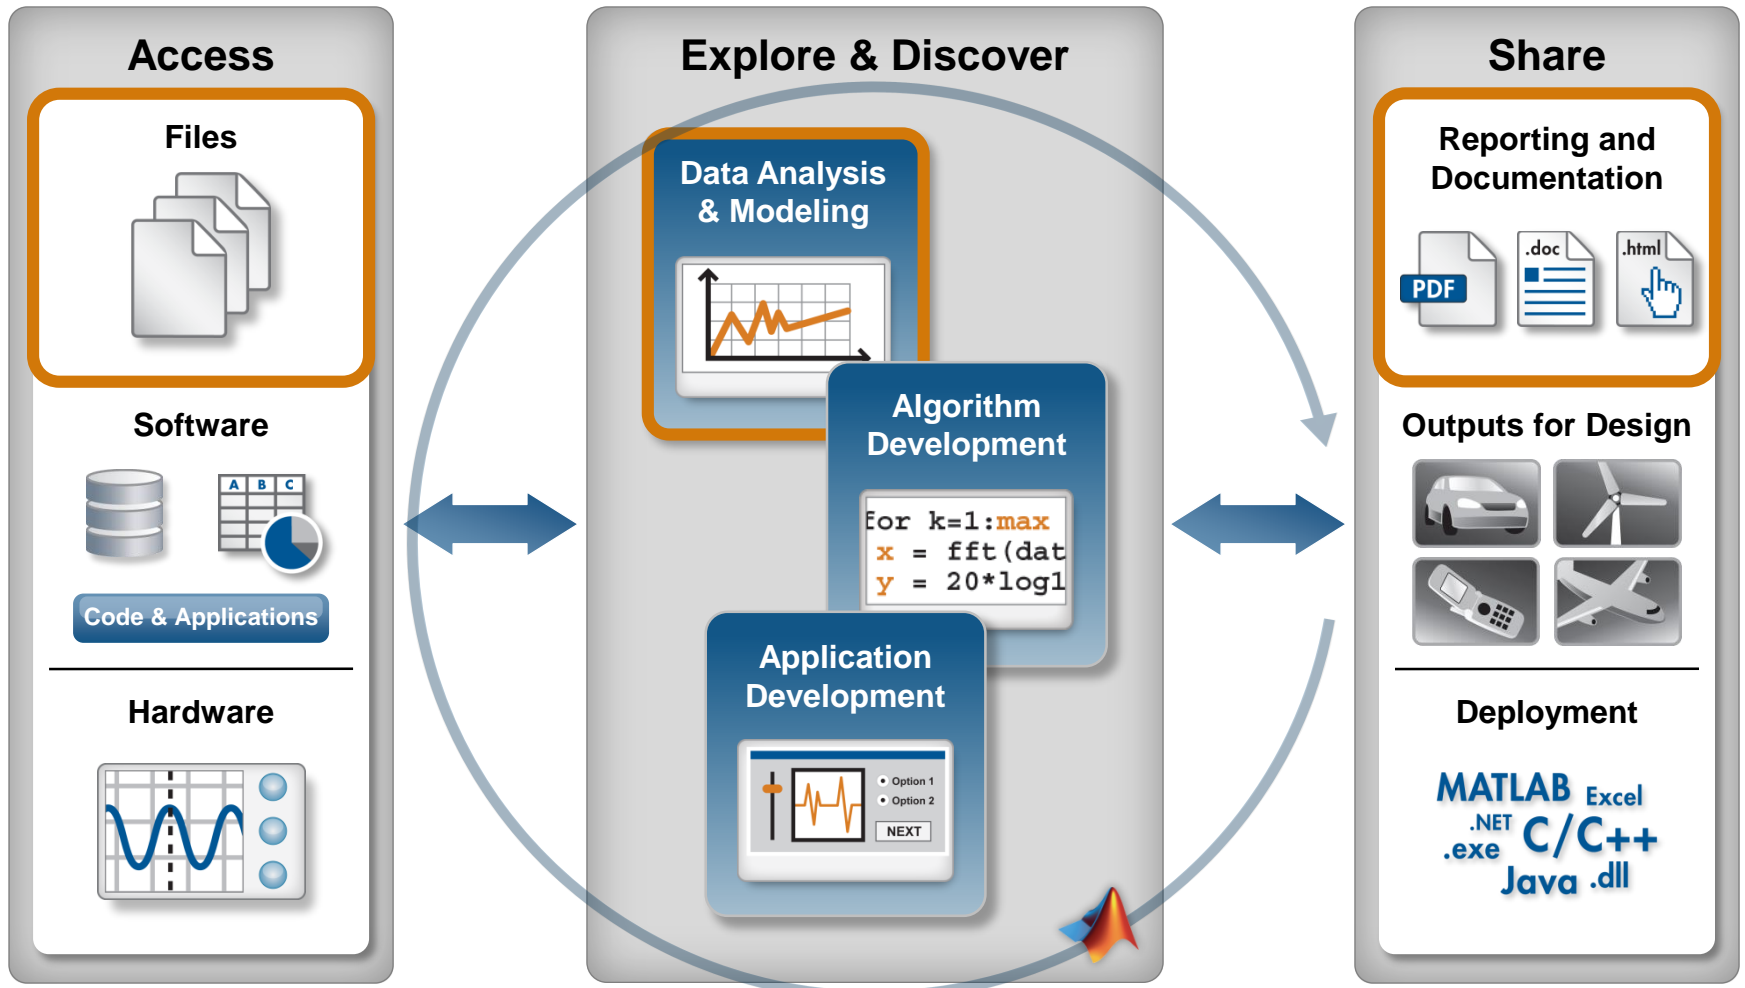 Access
Files
Software
A B C
Code & Applications
Hardware
Explore & Discover
Data Analysis
& Modeling
Algorithm
Development
for k=1:max
x = fft(dat
y = 20*log1
Application
Development
Option 1
Option 2
NEXT
Share
Reporting and
Documentation
PDF
.doc
.html
Outputs for Design
Deployment
MATLAB Excel
.NET C/C++
.exe
Java .dll